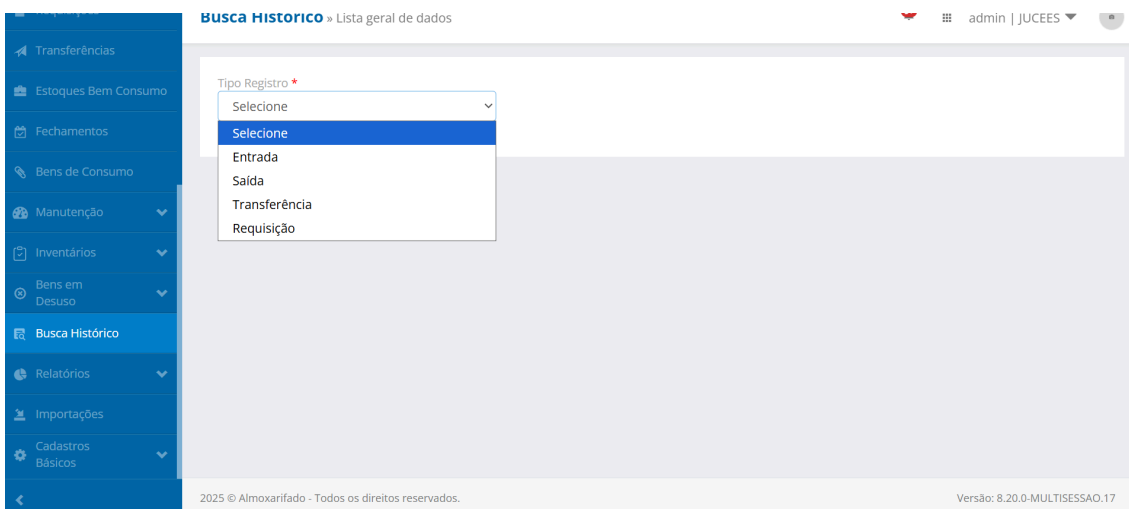 Requisições
Busca Histórico » Lista geral de dados
admin | JUCEES
Transferências
Estoques Bem Consumo
Fechamentos
Bens de Consumo
Manutenção
Inventários
Bens em
Desuso
Busca Histórico
Relatórios
Importações
Cadastros
Básicos
Tipo Registro *
Selecione
Selecione
Entrada
Saída
Transferência
Requisição
2025 © Almoxarifado - Todos os direitos reservados.
Versão: 8.20.0-MULTISESSAO.17